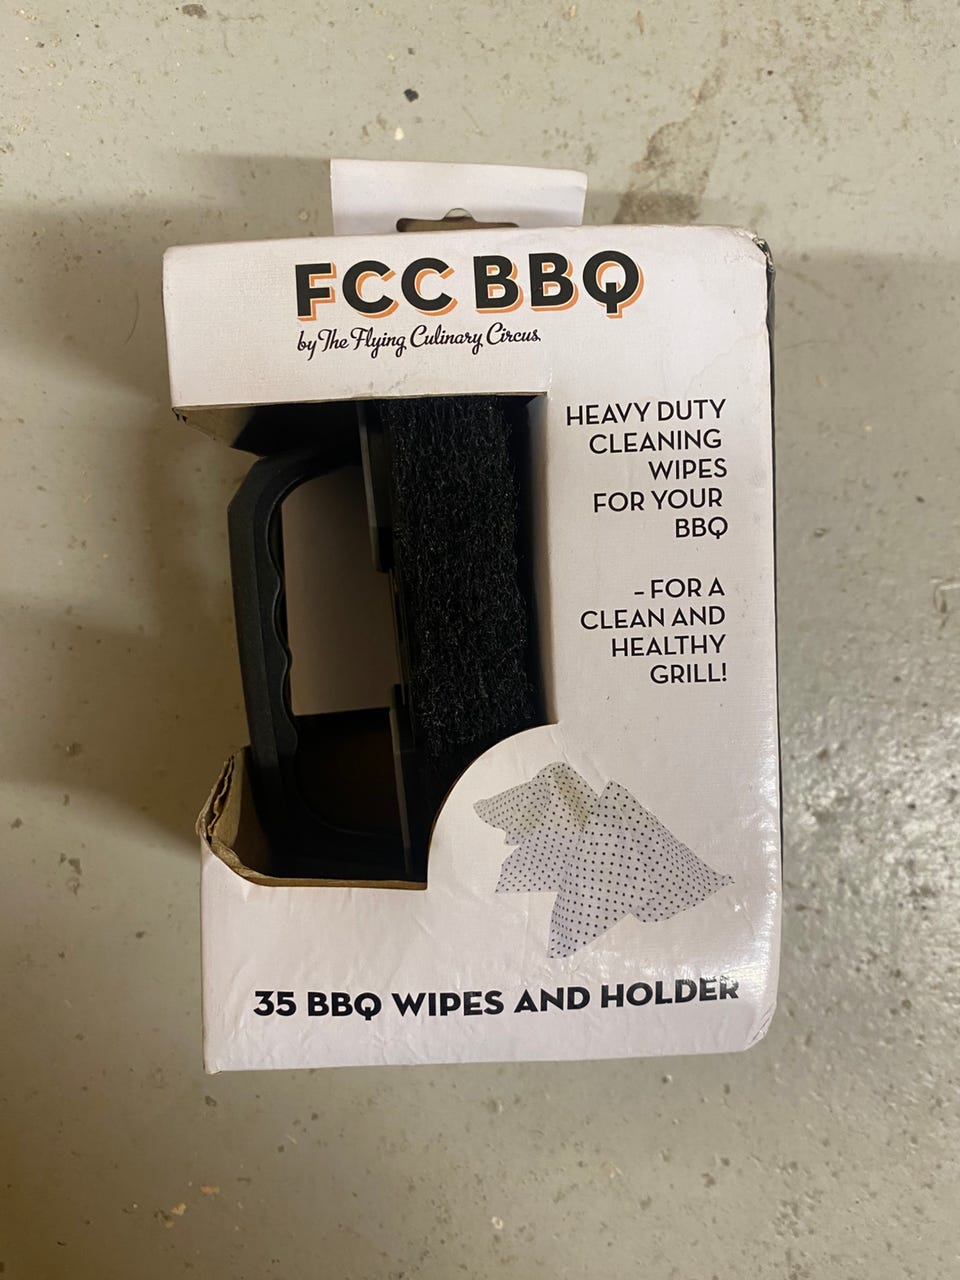 FCC BBQ
by The Flying Culinary Circus
HEAVY DUTY
CLEANING
WIPES
FOR YOUR
BBQ
– FOR A
CLEAN AND
HEALTHY
GRILL!
35 BBQ WIPES AND HOLDER